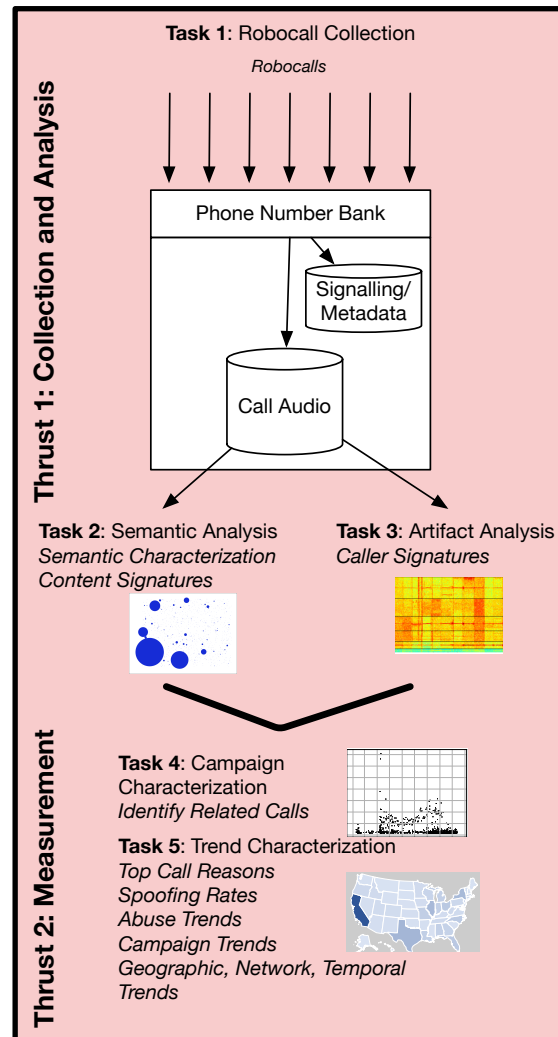 Task 1: Robocall Collection
Robocalls
Thrust 1: Collection and Analysis
Phone Number Bank
Signalling/
Metadata
Call Audio
Task 2: Semantic Analysis
Semantic Characterization
Content Signatures
Task 3: Artifact Analysis
Caller Signatures
Thrust 2: Measurement
Task 4: Campaign
Characterization
Identify Related Calls
Task 5: Trend Characterization
Top Call Reasons
Spoofing Rates
Abuse Trends
Campaign Trends
Geographic, Network, Temporal
Trends